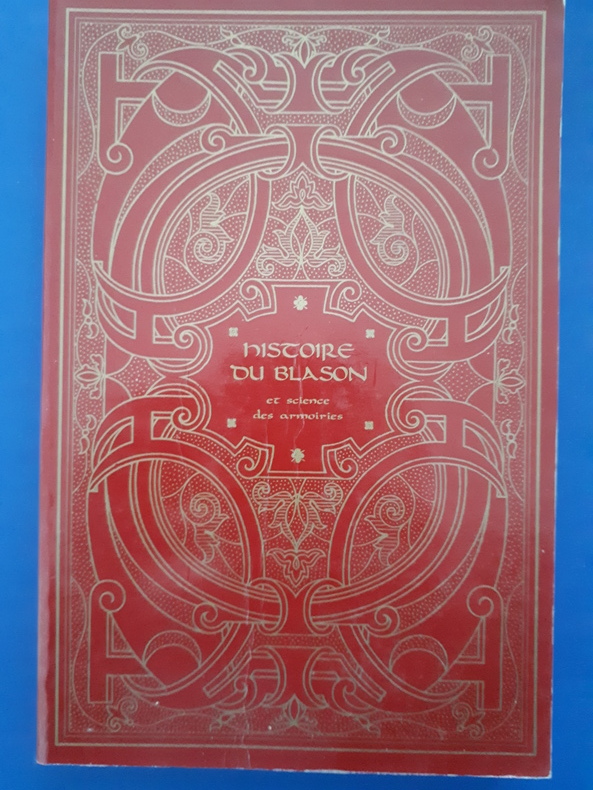 HISTOIRE
DU BLASON
et science
des armoiries